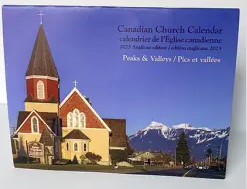 Canadian Church Calendar
calendrier de l'Église canadienne
2025 Anglican edition / édition anglicane 2025
Peaks & Valleys / Pics et vallées